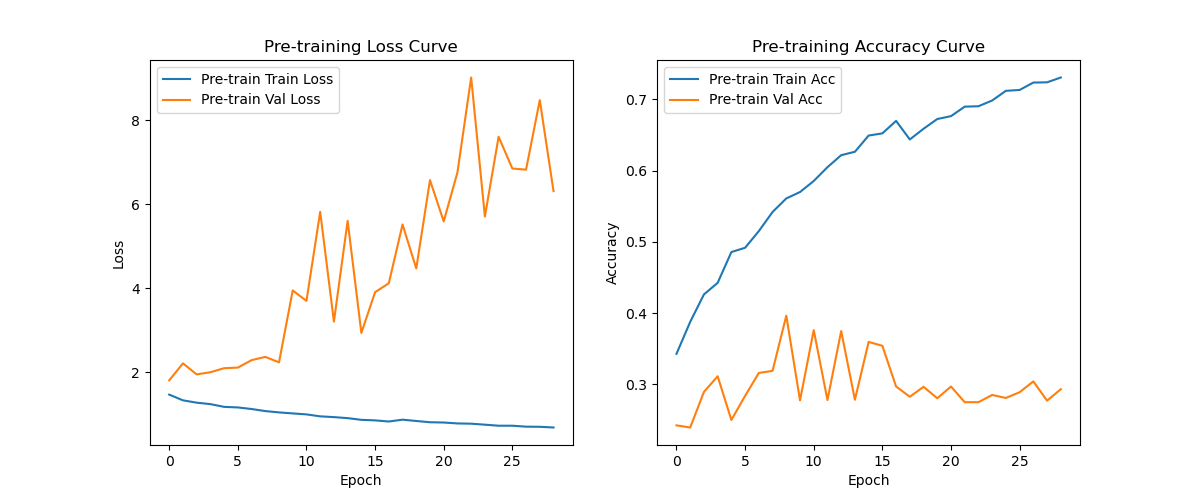 Pre-training Loss Curve
Pre-train Train Loss
Pre-train Val Loss
8
6
4
2
Loss
0 5 10 15 20 25
Epoch
Pre-training Accuracy Curve
Pre-train Train Acc
Pre-train Val Acc
0.7
0.6
0.5
0.4
0.3
Accuracy
0 5 10 15 20 25
Epoch